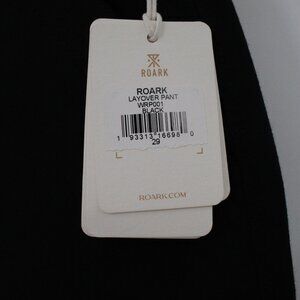 ROARK
ROARK
LAYOVER PANT
WRP001
BLACK
1 93313 16698 0
29
ROARK.COM